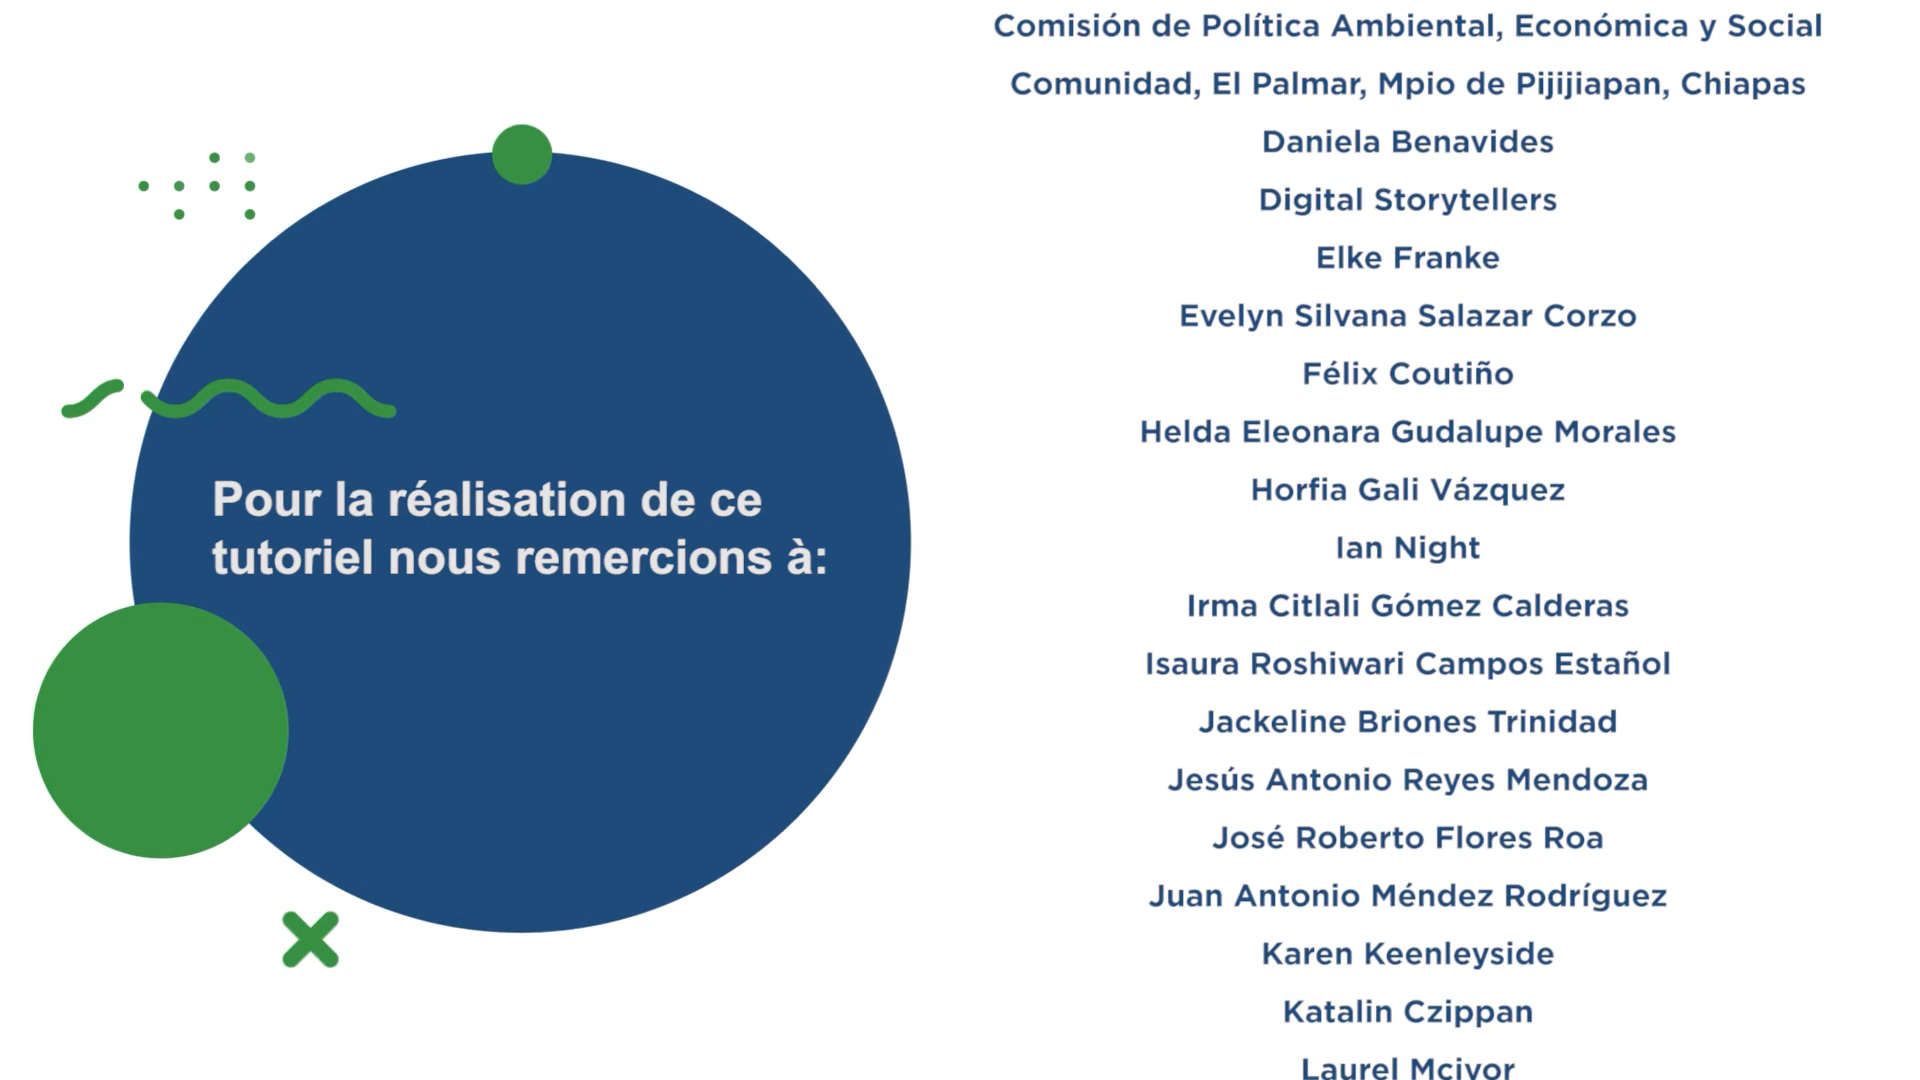 Pour la réalisation de ce
tutoriel nous remercions à:
Comisión de Política Ambiental, Económica y Social
Comunidad, El Palmar, Mpio de Pijijiapan, Chiapas
Daniela Benavides
Digital Storytellers
Elke Franke
Evelyn Silvana Salazar Corzo
Félix Coutiño
Helda Eleonara Gudalupe Morales
Horfia Gali Vázquez
Ian Night
Irma Citlali Gómez Calderas
Isaura Roshiwari Campos Estañol
Jackeline Briones Trinidad
Jesús Antonio Reyes Mendoza
José Roberto Flores Roa
Juan Antonio Méndez Rodríguez
Karen Keenleyside
Katalin Czippan
Laurel Mcivor